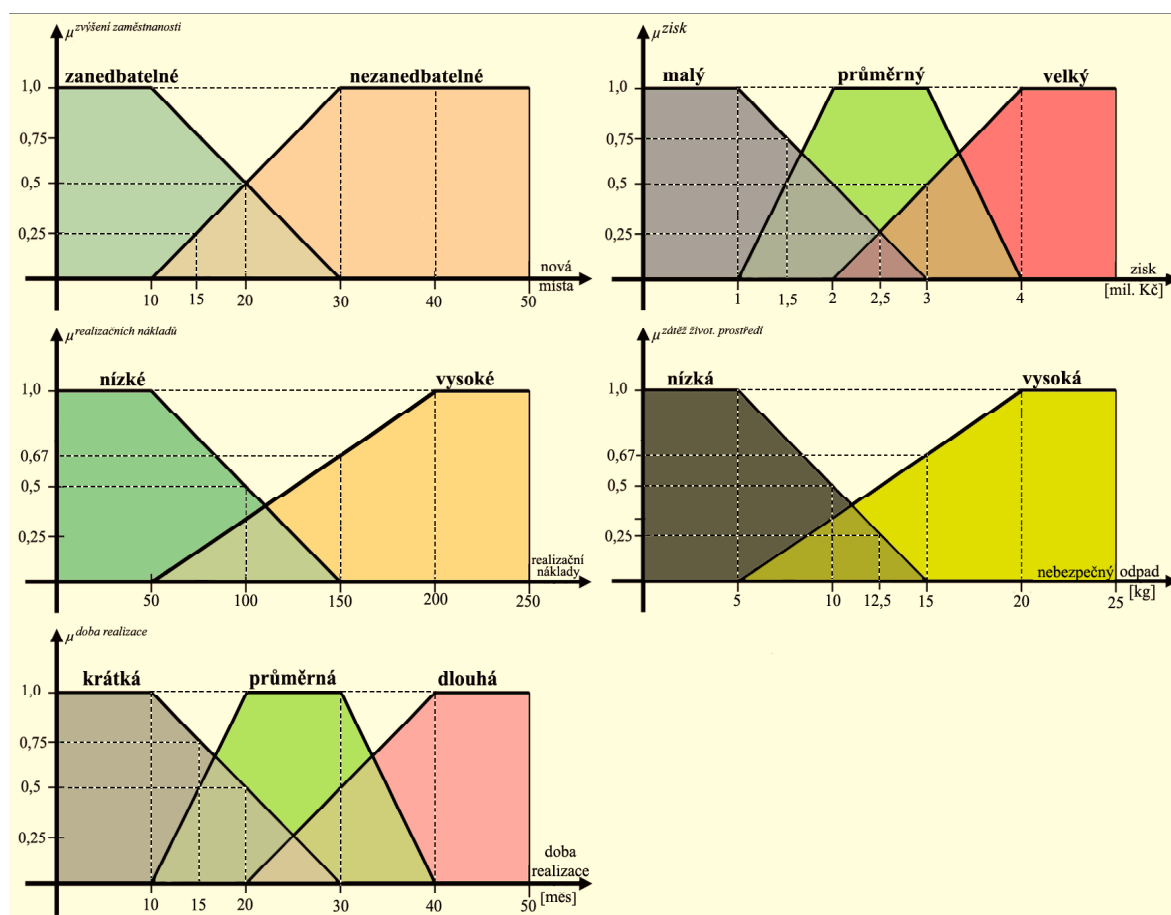 μ zvýšení zaměstnanosti
zanedbatelné nezanedbatelné
1,0
0,75
0,5
0,25
nová
místa
10 15 20 30 40 50
μ zisk
malý průměrný velký
1,0
0,75
0,5
0,25
zisk
[mil. Kč]
1 1,5 2 2,5 3 4
μ realizačních nákladů
nízké vysoké
1,0
0,67
0,5
0,25
realizační
náklady
50 100 150 200 250
μ zátěž život. prostředí
nízká vysoká
1,0
0,67
0,5
0,25
nebezpečný odpad
[kg]
5 10 12,5 15 20 25
μ doba realizace
krátká průměrná dlouhá
1,0
0,75
0,5
0,25
doba
realizace
[měs]
10 15 20 30 40 50